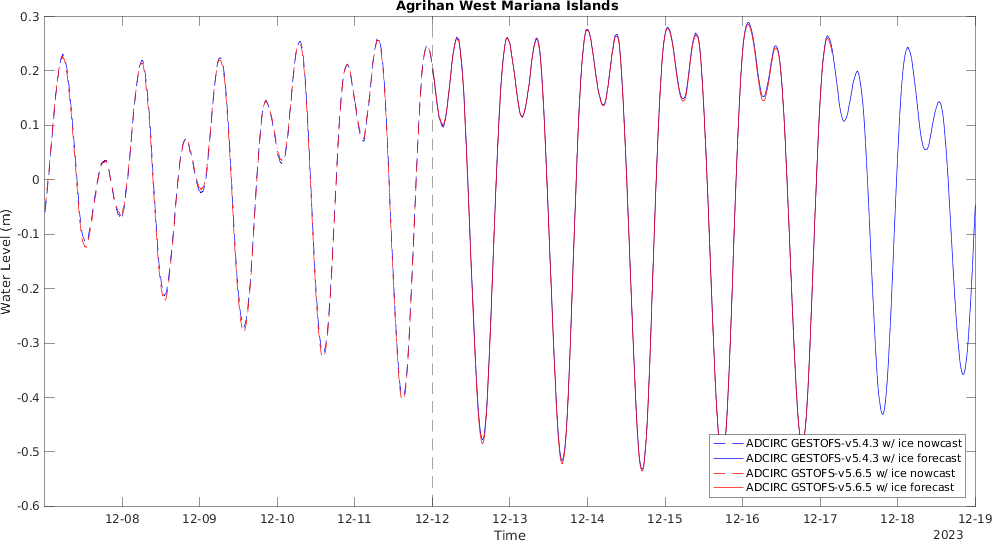 Agrihan West Mariana Islands
Water Level (m)
0.3
0.2
0.1
0
-0.1
-0.2
-0.3
-0.4
-0.5
-0.6
ADCIRC GESTOFS-v5.4.3 w/ ice nowcast
ADCIRC GSTOFS-v5.4.3 w/ ice forecast
ADCIRC GSTOFS-v5.6.5 w/ ice nowcast
ADCIRC GSTOFS-v5.6.5 w/ ice forecast
12-08 12-09 12-10 12-11 12-12 12-13 12-14 12-15 12-16 12-17 12-18 12-19
Time
2023